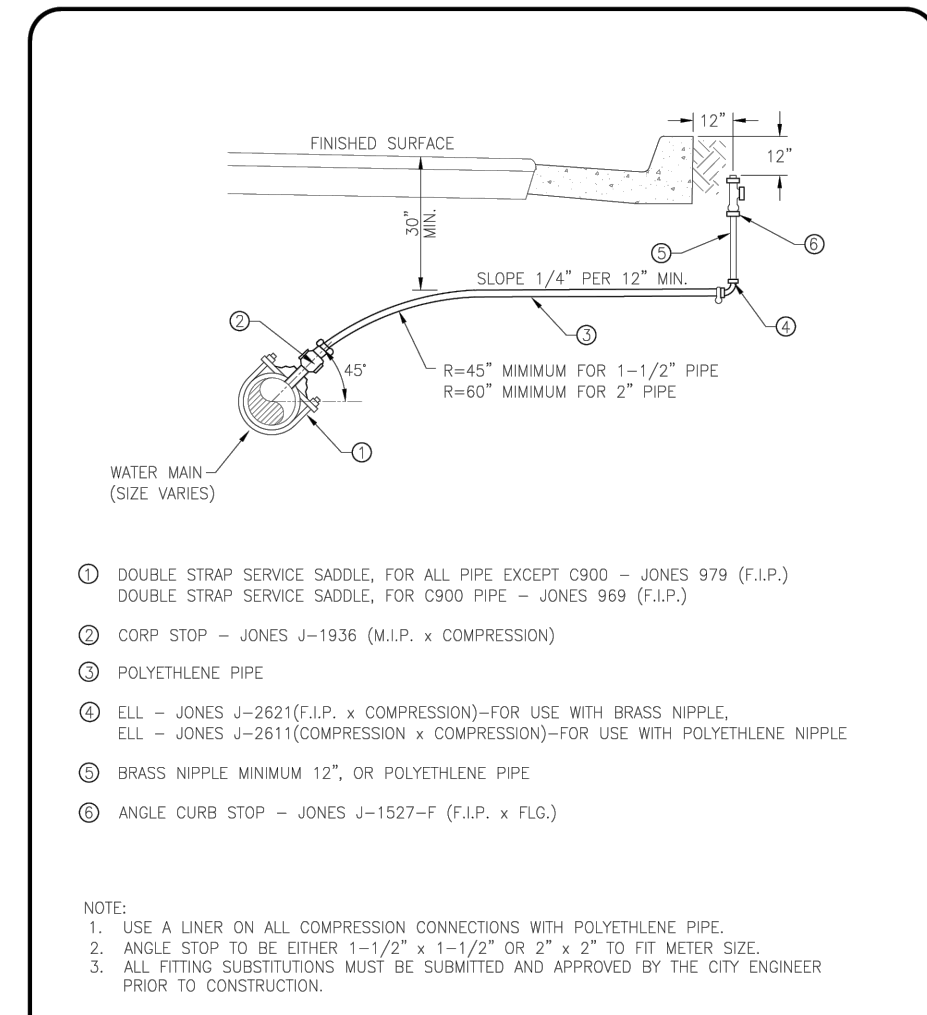 12"
FINISHED SURFACE
12"
30"
MIN.
⑤
⑥
SLOPE 1/4" PER 12" MIN.
②
③
④
45°
R=45" MIMIMUM FOR 1-1/2" PIPE
R=60" MIMIMUM FOR 2" PIPE
①
WATER MAIN
(SIZE VARIES)
① DOUBLE STRAP SERVICE SADDLE, FOR ALL PIPE EXCEPT C900 – JONES 979 (F.I.P.)
DOUBLE STRAP SERVICE SADDLE, FOR C900 PIPE – JONES 969 (F.I.P.)
② CORP STOP – JONES J-1936 (M.I.P. x COMPRESSION)
③ POLYETHLENE PIPE
④ ELL – JONES J-2621(F.I.P. x COMPRESSION)-FOR USE WITH BRASS NIPPLE,
ELL – JONES J-2611(COMPRESSION x COMPRESSION)-FOR USE WITH POLYETHLENE NIPPLE
⑤ BRASS NIPPLE MINIMUM 12", OR POLYETHLENE PIPE
⑥ ANGLE CURB STOP – JONES J-1527-F (F.I.P. x FLG.)
NOTE:
1. USE A LINER ON ALL COMPRESSION CONNECTIONS WITH POLYETHLENE PIPE.
2. ANGLE STOP TO BE EITHER 1-1/2" x 1-1/2" OR 2" x 2" TO FIT METER SIZE.
3. ALL FITTING SUBSTITUTIONS MUST BE SUBMITTED AND APPROVED BY THE CITY ENGINEER
PRIOR TO CONSTRUCTION.